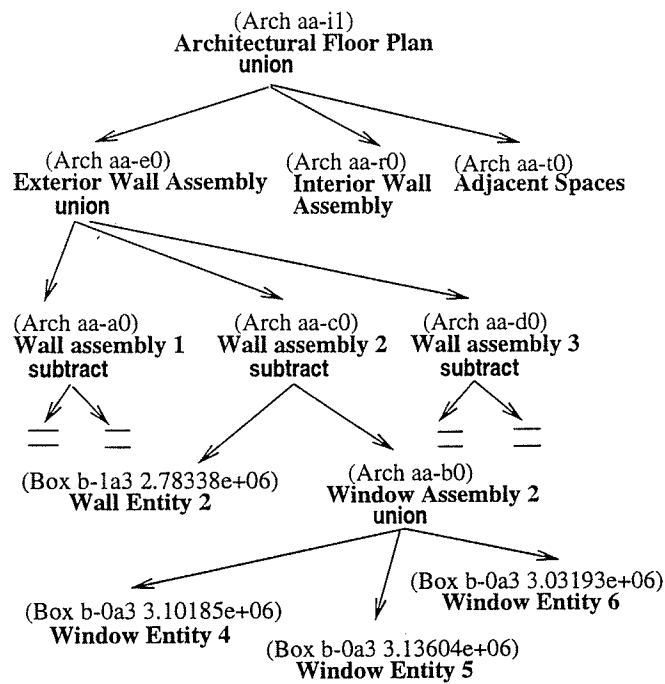 (Arch aa-i1)
Architectural Floor Plan
union
(Arch aa-e0)
Exterior Wall Assembly
union
(Arch aa-r0)
Interior Wall
Assembly
(Arch aa-t0)
Adjacent Spaces
(Arch aa-a0)
Wall assembly 1
subtract
(Arch aa-c0)
Wall assembly 2
subtract
(Arch aa-d0)
Wall assembly 3
subtract
(Box b-1a3 2.78338e+06)
Wall Entity 2
(Arch aa-b0)
Window Assembly 2
union
(Box b-0a3 3.10185e+06)
Window Entity 4
(Box b-0a3 3.13604e+06)
Window Entity 5
(Box b-0a3 3.03193e+06)
Window Entity 6